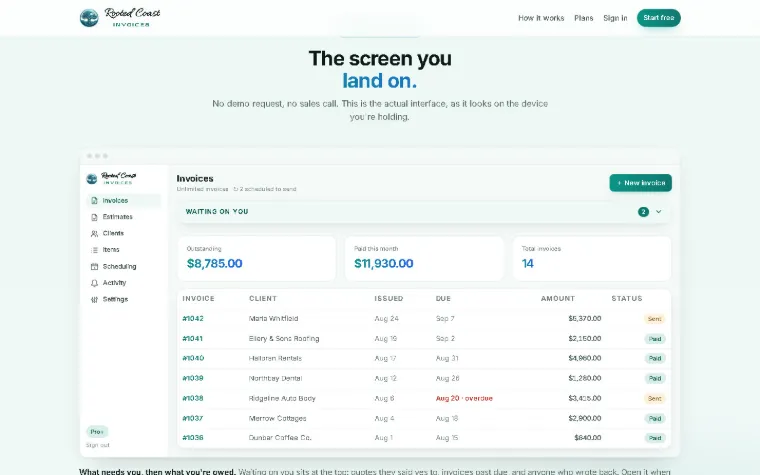 Rooted Coast
INVOICES
How it works
Plans
Sign in
Start free
The screen you
land on.
No demo request, no sales call. This is the actual interface, as it looks on the device
you're holding.
Rooted Coast
INVOICES
Invoices
Estimates
Clients
Items
Scheduling
Activity
Settings
Pro
Sign out
Invoices
Unlimited invoices 2 scheduled to send
+ New invoice
WAITING ON YOU
2
Outstanding
$8,785.00
Paid this month
$11,930.00
Total invoices
14
INVOICE CLIENT ISSUED DUE AMOUNT STATUS
#1042 Maria Whitfield Aug 24 Sep 7 $5,370.00 Sent
#1041 Ellery & Sons Roofing Aug 19 Sep 2 $2,150.00 Paid
#1040 Halloran Rentals Aug 17 Aug 31 $4,960.00 Paid
#1039 Northbay Dental Aug 12 Aug 26 $1,280.00 Paid
#1038 Ridgeline Auto Body Aug 6 Aug 20 · overdue $3,415.00 Sent
#1037 Merrow Cottages Aug 4 Aug 18 $2,900.00 Paid
#1036 Dunbar Coffee Co. Aug 1 Aug 15 $840.00 Paid
What needs you, then what you're owed. Waiting on you sits at the top: quotes they said yes to, invoices past due, and anyone who wrote back. Open it when